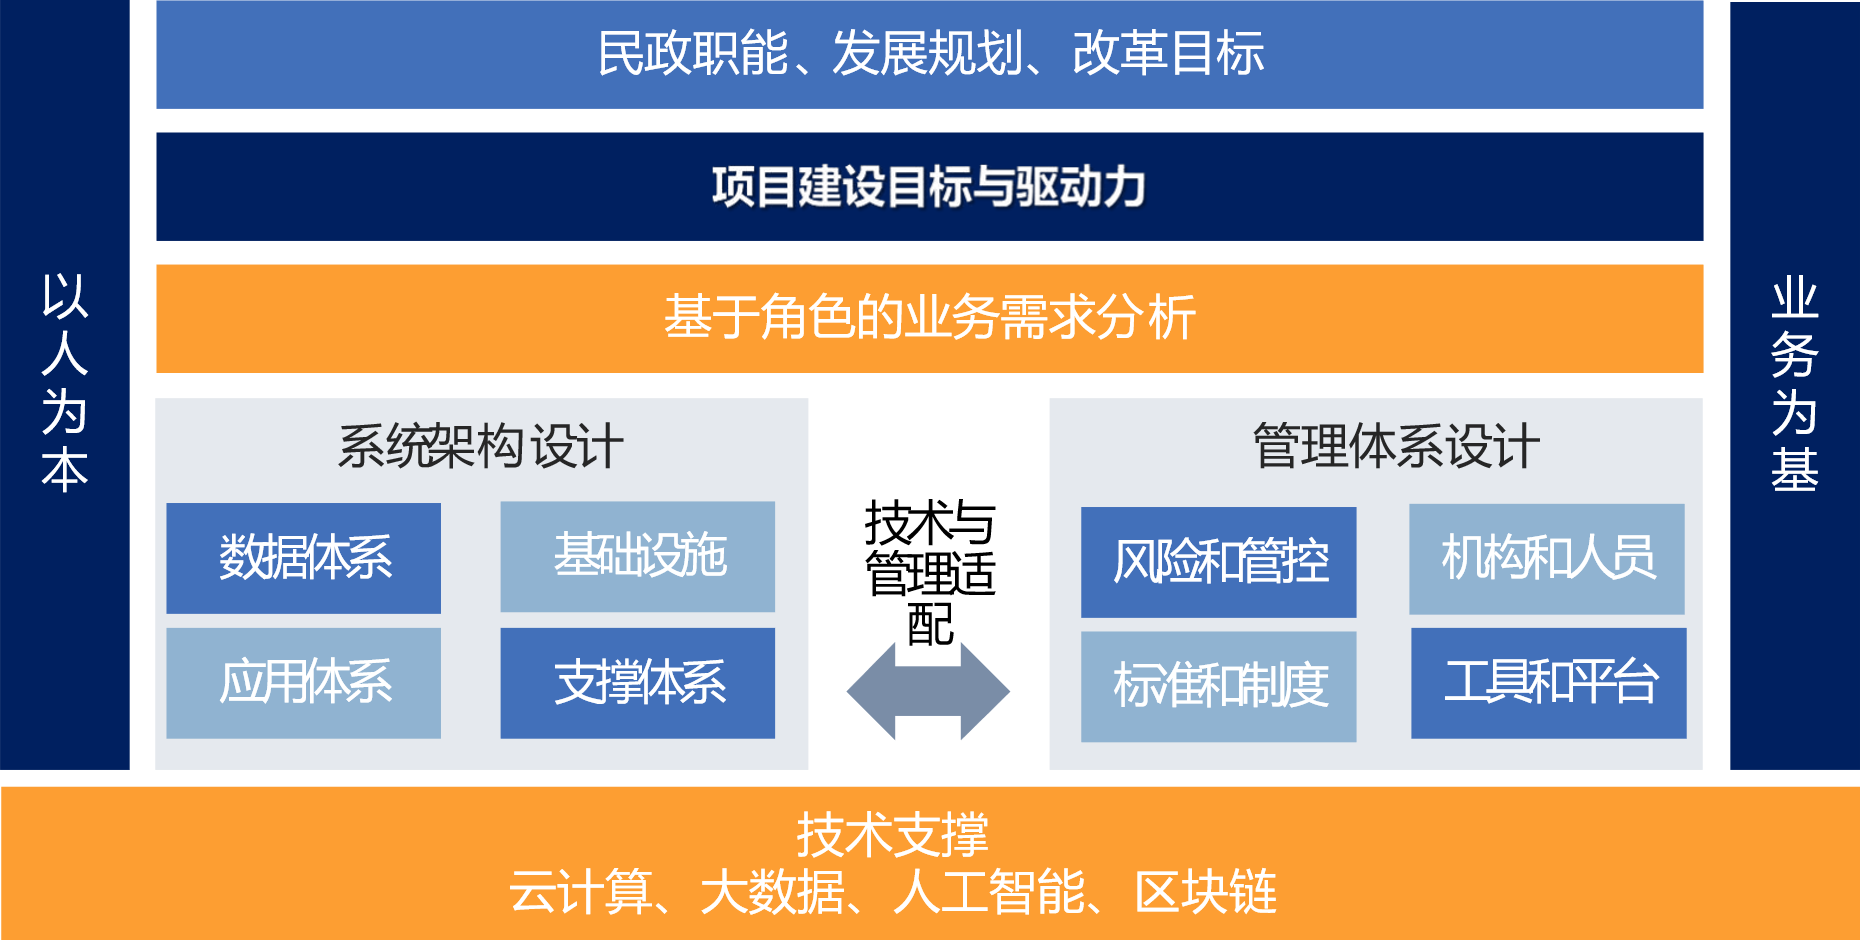 民政职能、发展规划、改革目标
项目建设目标与驱动力
基于角色的业务需求分析
以人为本
业务为基
系统架构设计
数据体系
基础设施
应用体系
支撑体系
技术与
管理适
配
管理体系设计
风险和管控
机构和人员
标准和制度
工具和平台
技术支撑
云计算、大数据、人工智能、区块链